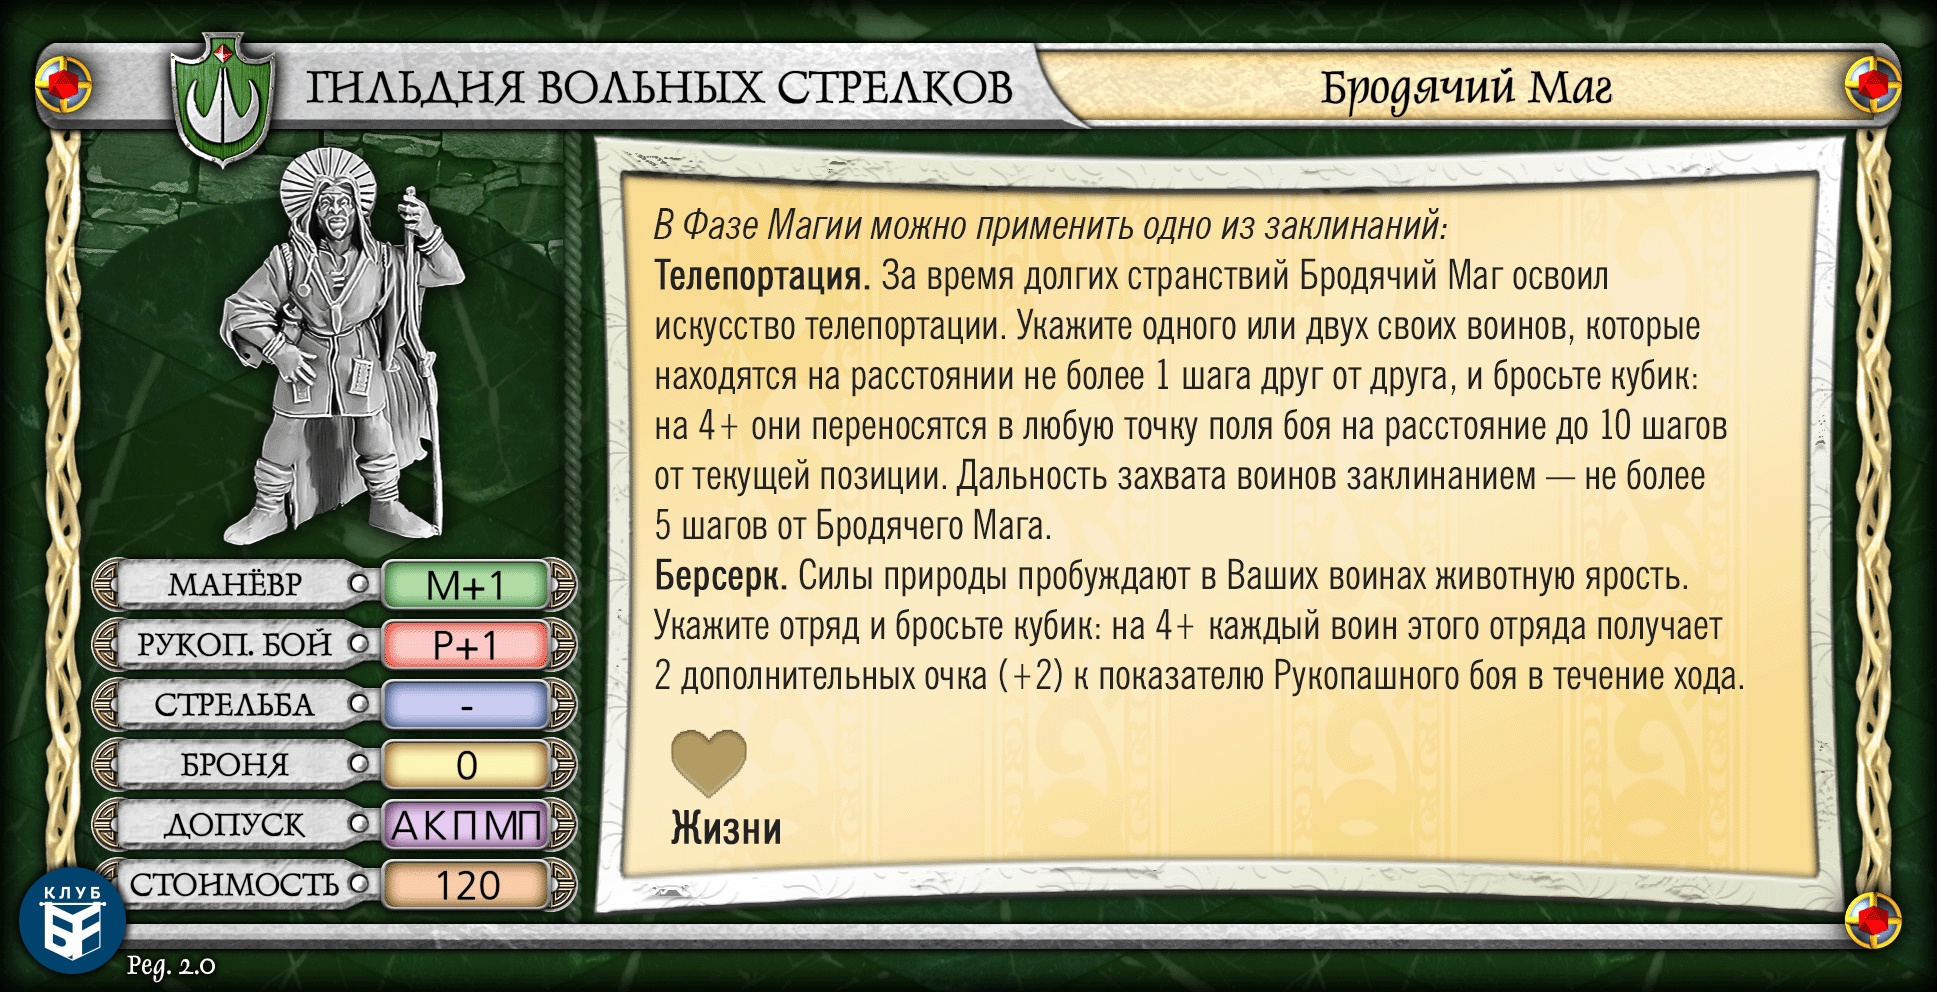 ГИЛЬДИЯ ВОЛЬНЫХ СТРЕЛКОВ
Бродячий Маг
В Фазе Магии можно применить одно из заклинаний:
Телепортация. За время долгих странствий Бродячий Маг освоил
искусство телепортации. Укажите одного или двух своих воинов, которые
находятся на расстоянии не более 1 шага друг от друга, и бросьте кубик:
на 4+ они переносятся в любую точку поля боя на расстояние до 10 шагов
от текущей позиции. Дальность захвата воинов заклинанием — не более
5 шагов от Бродячего Мага.
Берсерк. Силы природы пробуждают в Ваших воинах животную ярость.
Укажите отряд и бросьте кубик: на 4+ каждый воин этого отряда получает
2 дополнительных очка (+2) к показателю Рукопашного боя в течение хода.
Жизни
МАНЁВР M+1
РУКОП. БОЙ P+1
СТРЕЛЬБА -
БРОНЯ 0
ДОПУСК А К П МП
СТОИМОСТЬ 120
КЛУБ
БГ
Ред. 2.0